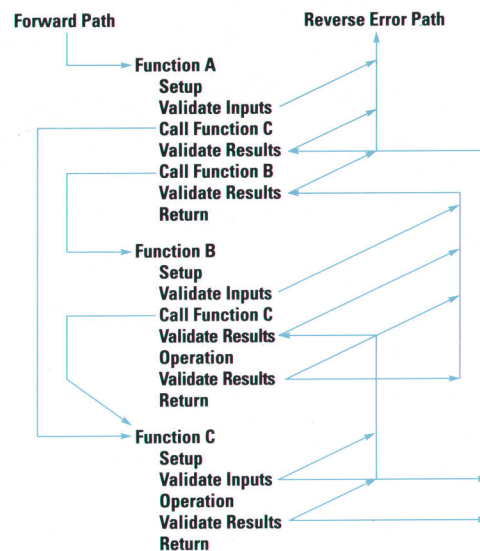 Forward Path
Reverse Error Path
Function A
Setup
Validate Inputs
Call Function C
Validate Results
Call Function B
Validate Results
Return
Function B
Setup
Validate Inputs
Call Function C
Validate Results
Operation
Validate Results
Return
Function C
Setup
Validate Inputs
Operation
Validate Results
Return